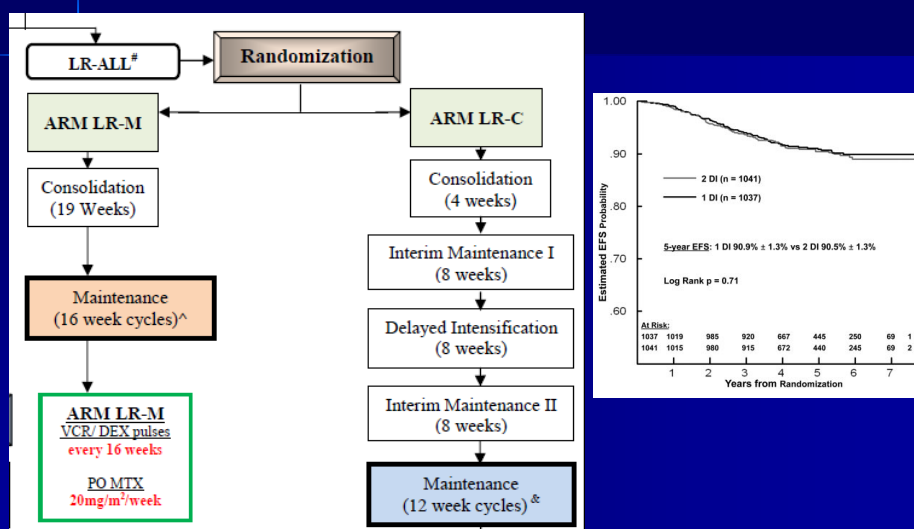 LR-ALL#
Randomization
ARM LR-M
ARM LR-C
Consolidation
(19 Weeks)
Consolidation
(4 weeks)
Interim Maintenance I
(8 weeks)
Maintenance
(16 week cycles)^
Delayed Intensification
(8 weeks)
ARM LR-M
VCR/ DEX pulses
every 16 weeks
PO MTX
20mg/m²/week
Interim Maintenance II
(8 weeks)
Maintenance
(12 week cycles) &
1.00
.90
.80
.70
.60
Estimated EFS Probability
2 DI (n = 1041)
1 DI (n = 1037)
5-year EFS: 1 DI 90.9% ± 1.3% vs 2 DI 90.5% ± 1.3%
Log Rank p = 0.71
At Risk:
1037 1019 985 920 667 445 250 69 1
1041 1015 980 915 672 440 245 69 2
1 2 3 4 5 6 7
Years from Randomization